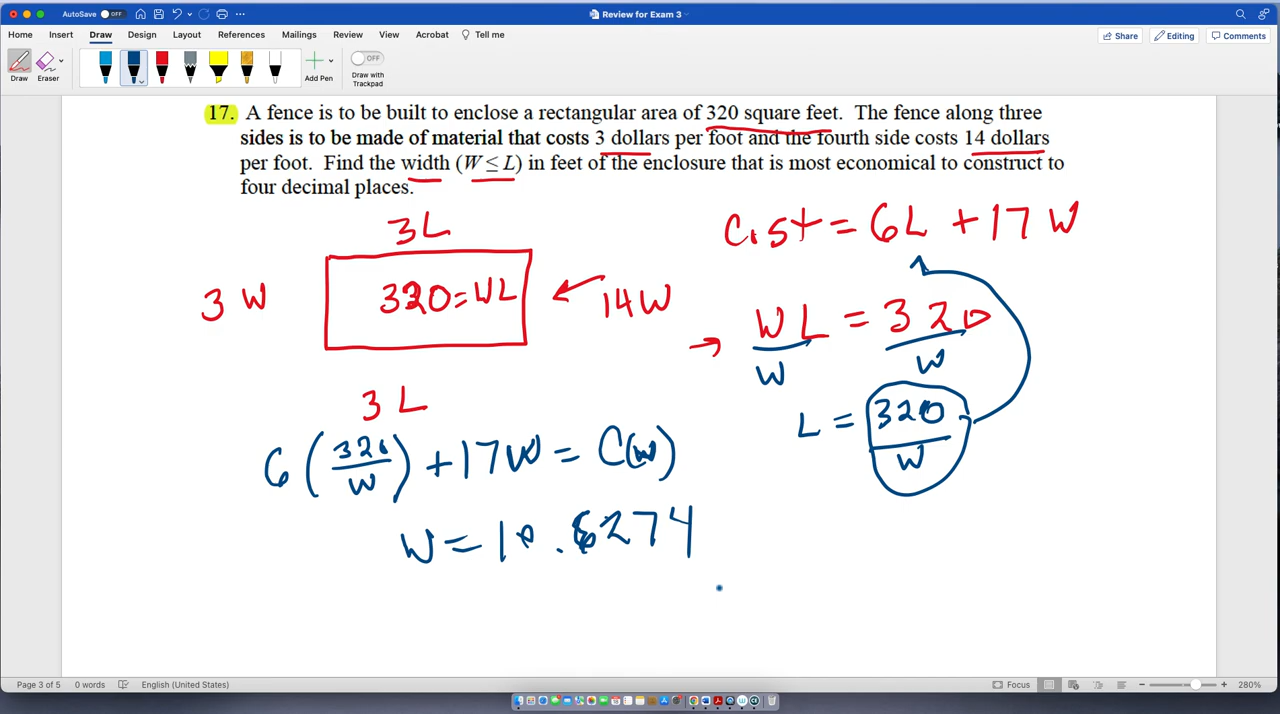 AutoSave OFF Review for Exam 3
Home Insert Draw Design Layout References Mailings Review View Acrobat Tell me Share Editing Comments
Draw Eraser Add Pen OFF Draw with Trackpad
17. A fence is to be built to enclose a rectangular area of 320 square feet. The fence along three
sides is to be made of material that costs 3 dollars per foot and the fourth side costs 14 dollars
per foot. Find the width (W ≤ L) in feet of the enclosure that is most economical to construct to
four decimal places.
3L
Cost = 6L + 17W
3W 320=WL ← 14W
→ WL = 320
W W
3L
L = 320/W
6(320/W) + 17W = C(W)
W = 10.6274
Page 3 of 5 0 words English (United States) Focus 280%